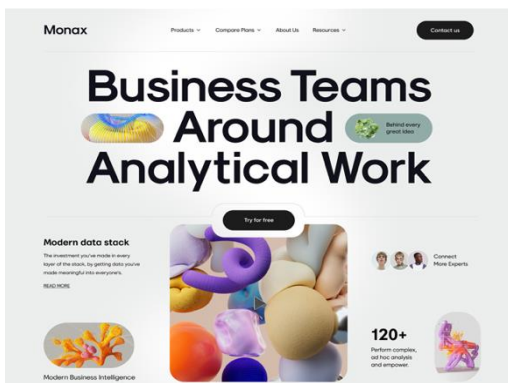 Monax
Products
Compare Plans
About Us
Resources
Contact us
Business Teams
Around
Behind every
great idea
Analytical Work
Try for free
Modern data stack
The investment you've made in every
layer of the stack, by getting data you've
made meaningful into everyone's.
READ MORE
Connect
More Experts
120+
Perform complex,
ad hoc analysis
and empower.
Modern Business Intelligence